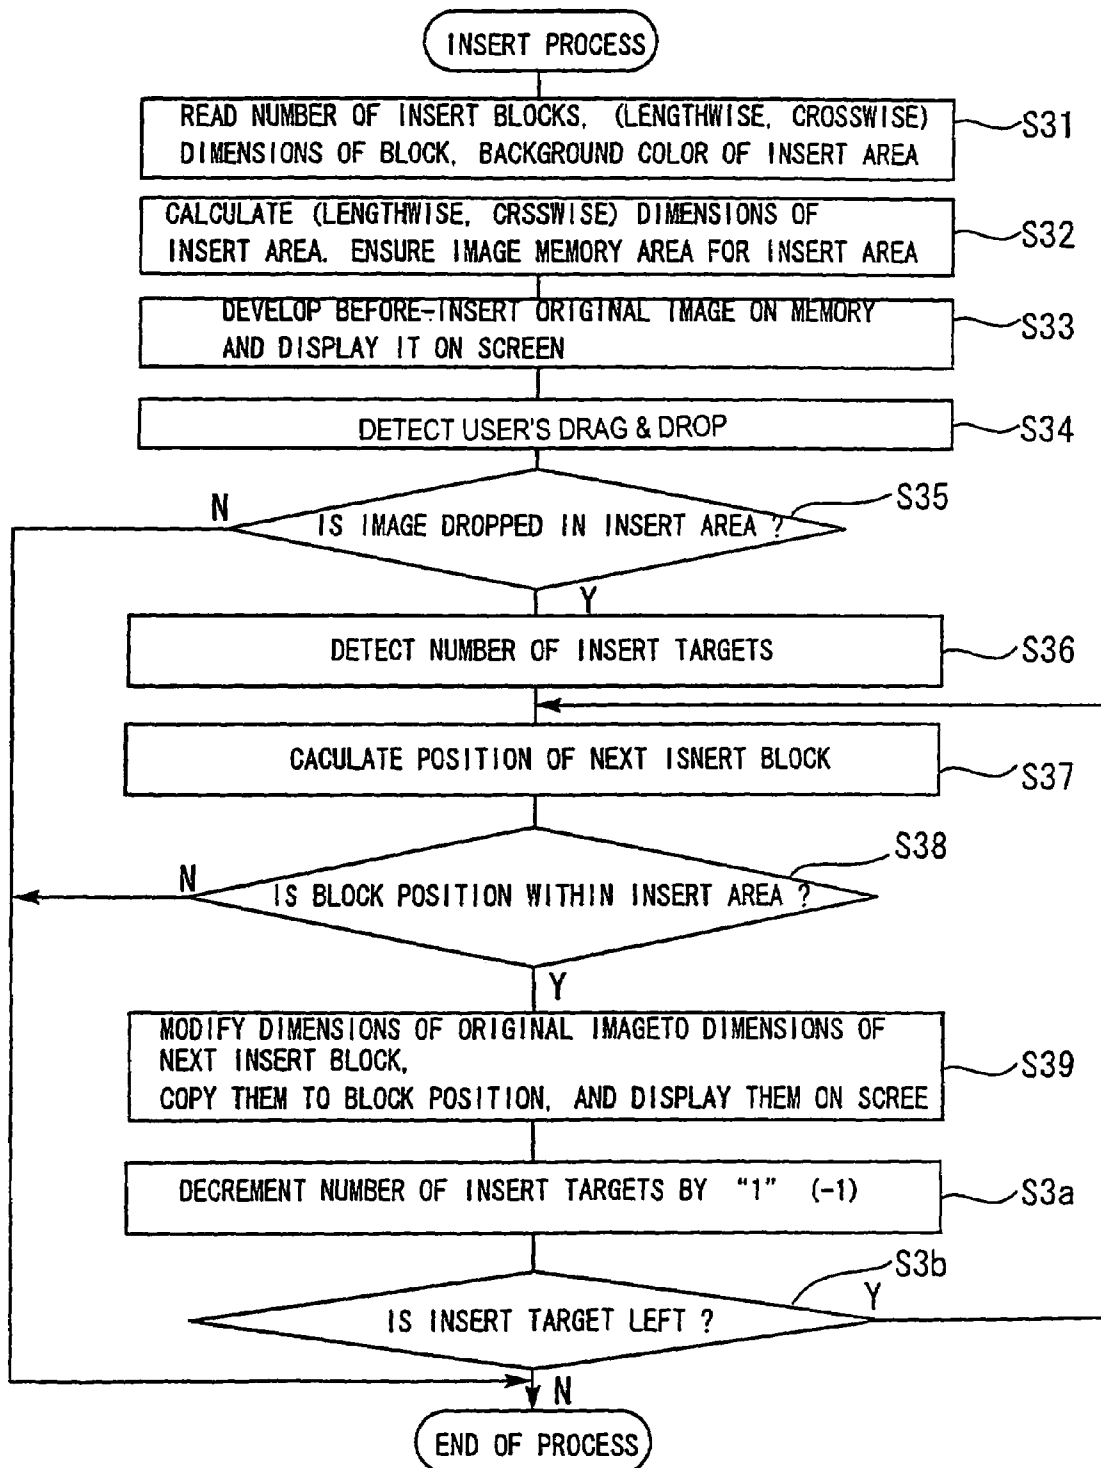 INSERT PROCESS
READ NUMBER OF INSERT BLOCKS, (LENGTHWISE, CROSSWISE)
DIMENSIONS OF BLOCK, BACKGROUND COLOR OF INSERT AREA
S31
CALCULATE (LENGTHWISE, CRSSWISE) DIMENSIONS OF
INSERT AREA. ENSURE IMAGE MEMORY AREA FOR INSERT AREA
S32
DEVELOP BEFORE-INSERT ORIGINAL IMAGE ON MEMORY
AND DISPLAY IT ON SCREEN
S33
DETECT USER'S DRAG & DROP
S34
N
IS IMAGE DROPPED IN INSERT AREA ?
S35
Y
DETECT NUMBER OF INSERT TARGETS
S36
CACULATE POSITION OF NEXT ISNERT BLOCK
S37
N
IS BLOCK POSITION WITHIN INSERT AREA ?
S38
Y
MODIFY DIMENSIONS OF ORIGINAL IMAGETO DIMENSIONS OF
NEXT INSERT BLOCK,
COPY THEM TO BLOCK POSITION, AND DISPLAY THEM ON SCREE
S39
DECREMENT NUMBER OF INSERT TARGETS BY "1" (-1)
S3a
IS INSERT TARGET LEFT ?
S3b
Y
N
END OF PROCESS